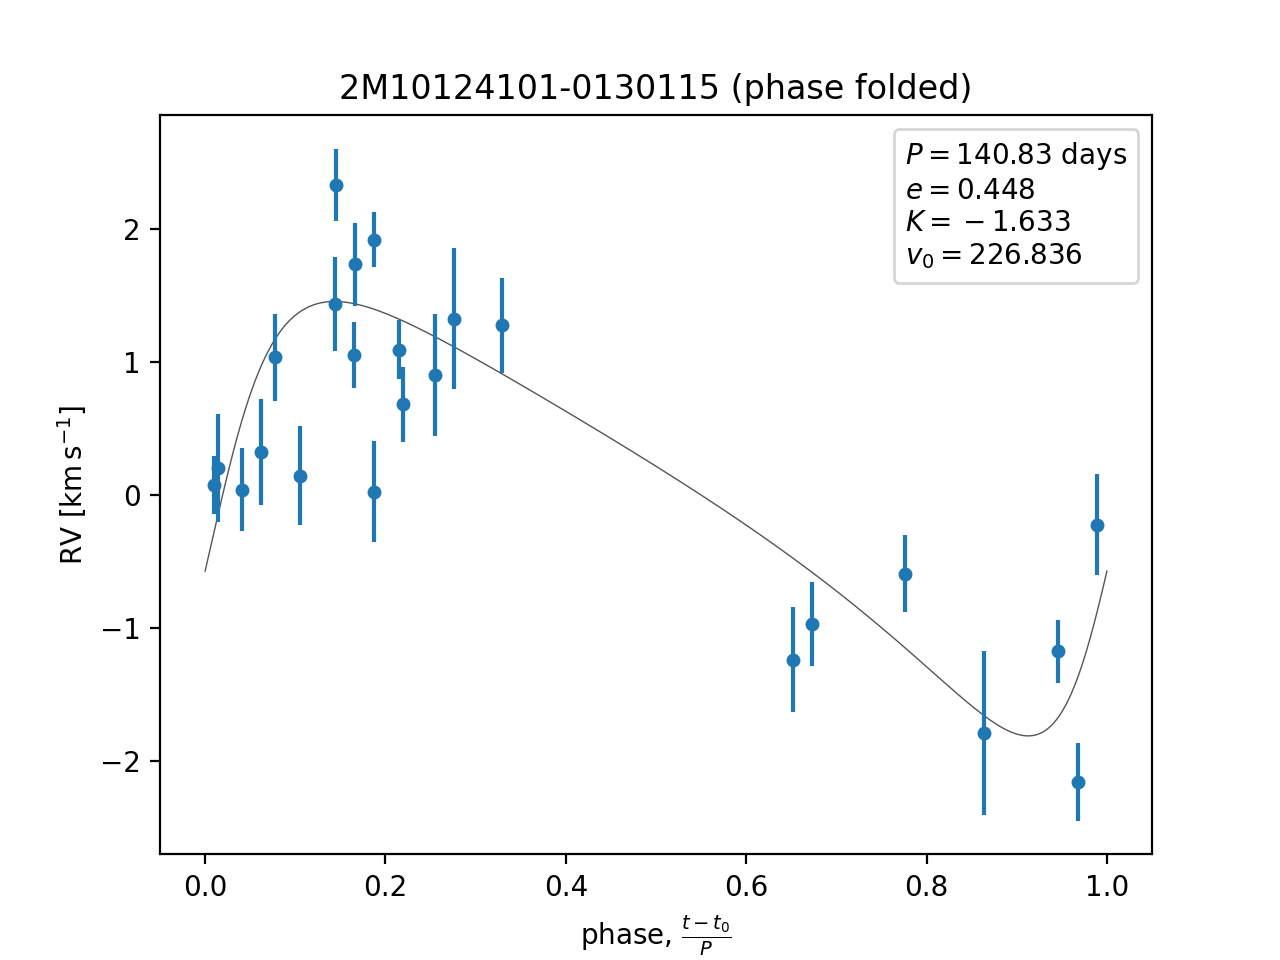 2M10124101-0130115 (phase folded)
P = 140.83 days
e = 0.448
K = −1.633
v₀ = 226.836
2
1
0
−1
−2
RV [km s⁻¹]
0.0 0.2 0.4 0.6 0.8 1.0
phase, (t − t₀)/P